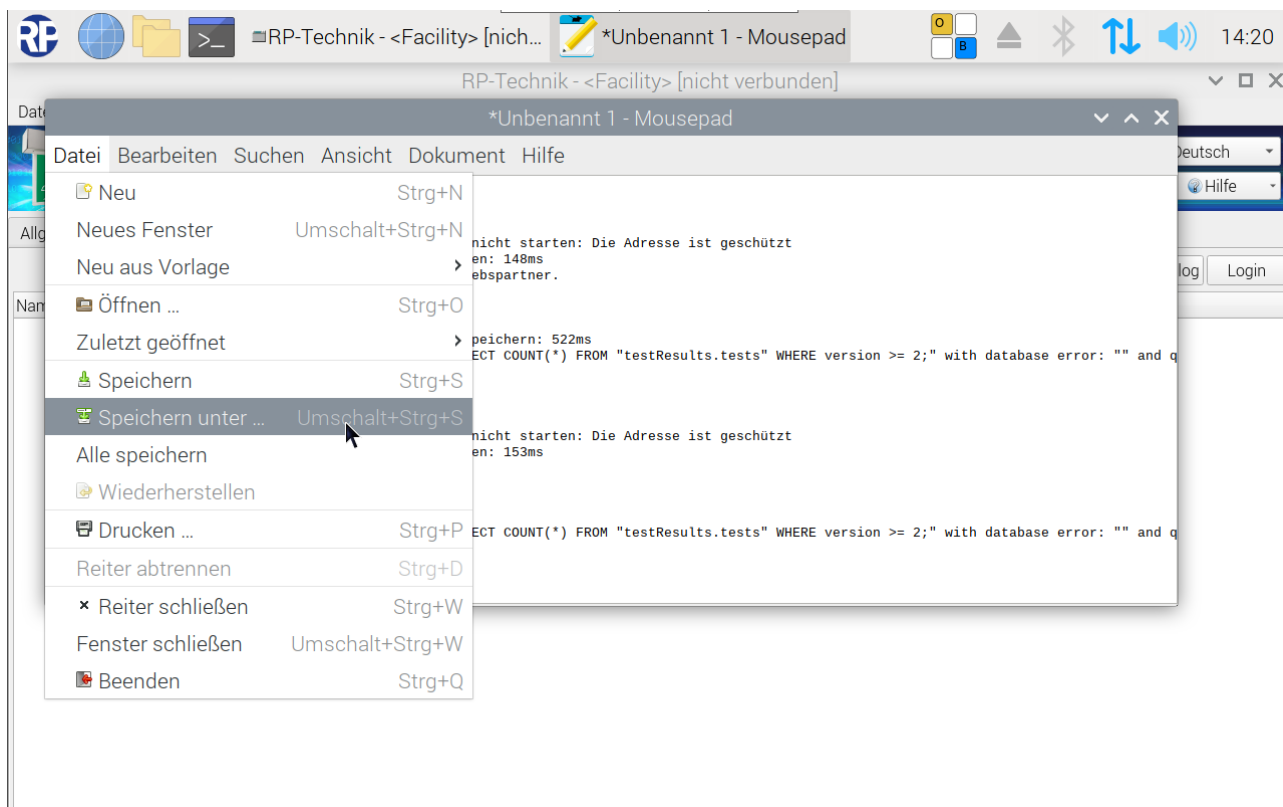 RP
>_
RP-Technik - <Facility> [nich...
*Unbenannt 1 - Mousepad
O
B
14:20
RP-Technik - <Facility> [nicht verbunden]
*Unbenannt 1 - Mousepad
Datei Bearbeiten Suchen Ansicht Dokument Hilfe
Hilfe
Neu Strg+N
Neues Fenster Umschalt+Strg+N
nicht starten: Die Adresse ist geschützt
en: 148ms
Neu aus Vorlage
ebspartner.
log
Login
Öffnen ... Strg+O
Zuletzt geöffnet
peichern: 522ms
ECT COUNT(*) FROM "testResults.tests" WHERE version >= 2;" with database error: "" and q
Speichern Strg+S
Speichern unter ... Umschalt+Strg+S
nicht starten: Die Adresse ist geschützt
en: 153ms
Alle speichern
Wiederherstellen
Drucken ... Strg+P
ECT COUNT(*) FROM "testResults.tests" WHERE version >= 2;" with database error: "" and q
Reiter abtrennen Strg+D
Reiter schließen Strg+W
Fenster schließen Umschalt+Strg+W
Beenden Strg+Q